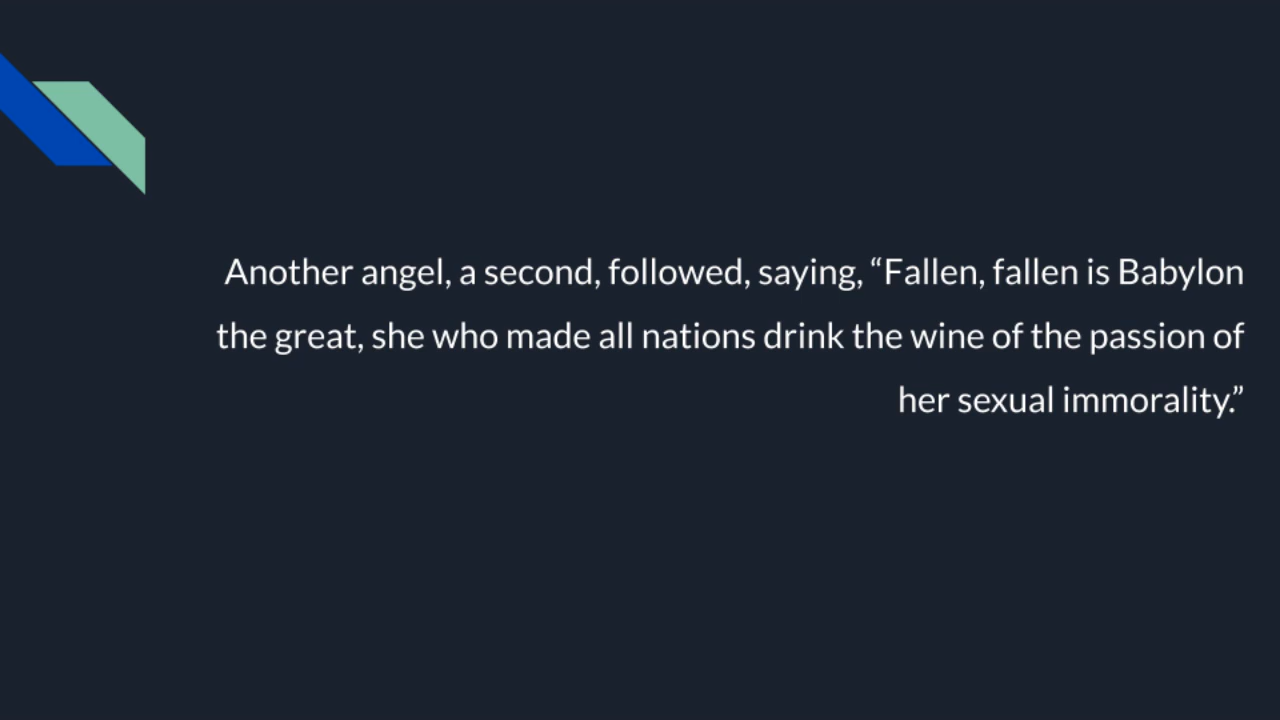 Another angel, a second, followed, saying, “Fallen, fallen is Babylon
the great, she who made all nations drink the wine of the passion of
her sexual immorality.”